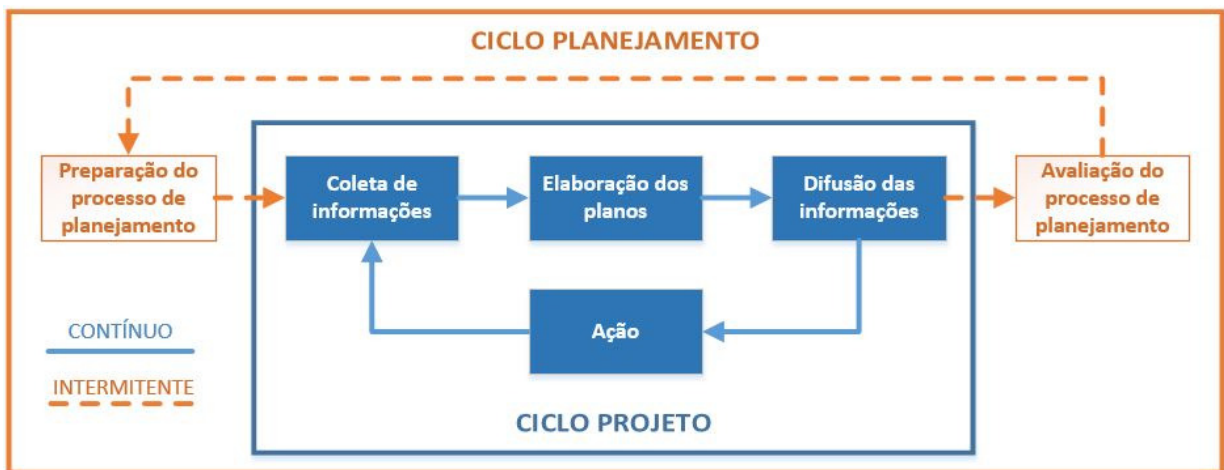 CICLO PLANEJAMENTO
Preparação do
processo de
planejamento
Coleta de
informações
Elaboração dos
planos
Difusão das
informações
Avaliação do
processo de
planejamento
Ação
CONTÍNUO
INTERMITENTE
CICLO PROJETO